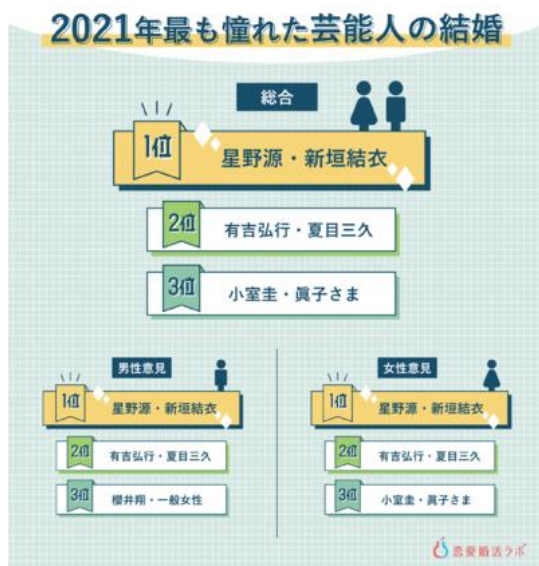 2021年最も憧れた芸能人の結婚
総合
1位
星野源・新垣結衣
2位
有吉弘行・夏目三久
3位
小室圭・眞子さま
男性意見
1位
星野源・新垣結衣
2位
有吉弘行・夏目三久
3位
櫻井翔・一般女性
女性意見
1位
星野源・新垣結衣
2位
有吉弘行・夏目三久
3位
小室圭・眞子さま
恋愛婚活ラボ